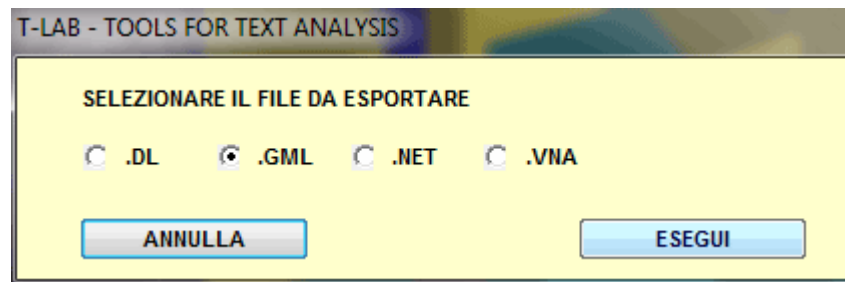 T-LAB - TOOLS FOR TEXT ANALYSIS
SELEZIONARE IL FILE DA ESPORTARE
.DL .GML .NET .VNA
ANNULLA ESEGUI